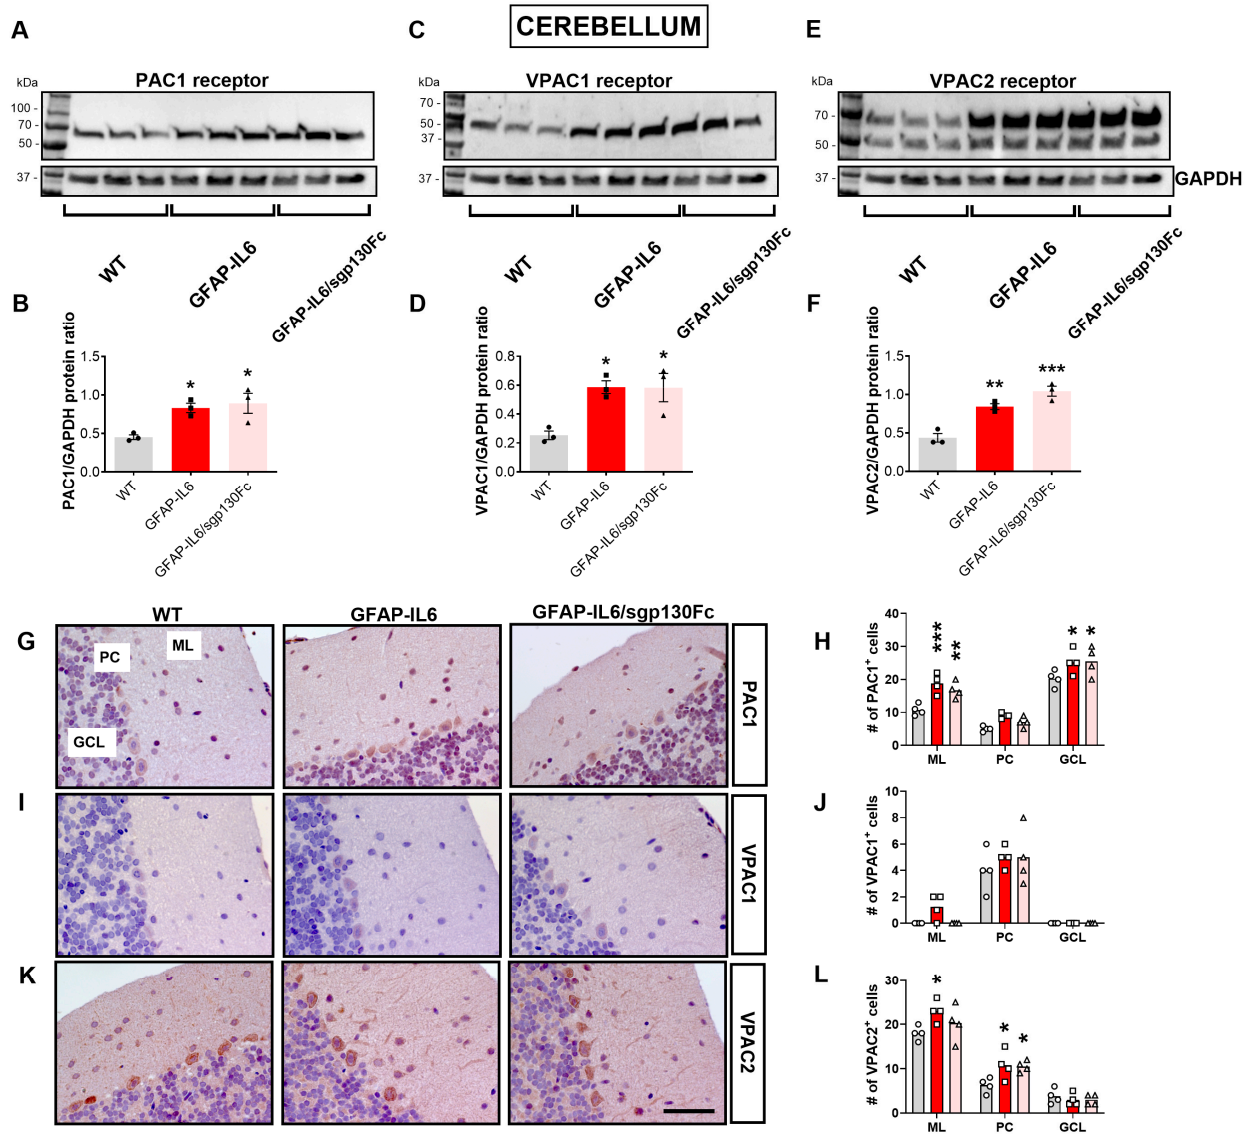 CEREBELLUM
A
C
E
kDa
PAC1 receptor
100 -
70 -
50 -
37 -
kDa
VPAC1 receptor
70 -
50 -
37 -
37 -
kDa
VPAC2 receptor
70 -
50 -
37 -
GAPDH
WT
GFAP-IL6
GFAP-IL6/sgp130Fc
WT
GFAP-IL6
GFAP-IL6/sgp130Fc
WT
GFAP-IL6
GFAP-IL6/sgp130Fc
B
PAC1/GAPDH protein ratio
1.5
1.0
0.5
0.0
*
*
WT
GFAP-IL6
GFAP-IL6/sgp130Fc
D
VPAC1/GAPDH protein ratio
0.8
0.6
0.4
0.2
0.0
*
*
WT
GFAP-IL6
GFAP-IL6/sgp130Fc
F
VPAC2/GAPDH protein ratio
1.5
1.0
0.5
0.0
**
***
WT
GFAP-IL6
GFAP-IL6/sgp130Fc
WT
GFAP-IL6
GFAP-IL6/sgp130Fc
G
PC
ML
GCL
PAC1
H
# of PAC1+ cells
40
30
20
10
0
***
**
*
*
ML
PC
GCL
I
VPAC1
J
# of VPAC1+ cells
10
8
6
4
2
0
ML
PC
GCL
K
VPAC2
L
# of VPAC2+ cells
30
20
10
0
*
*
*
ML
PC
GCL